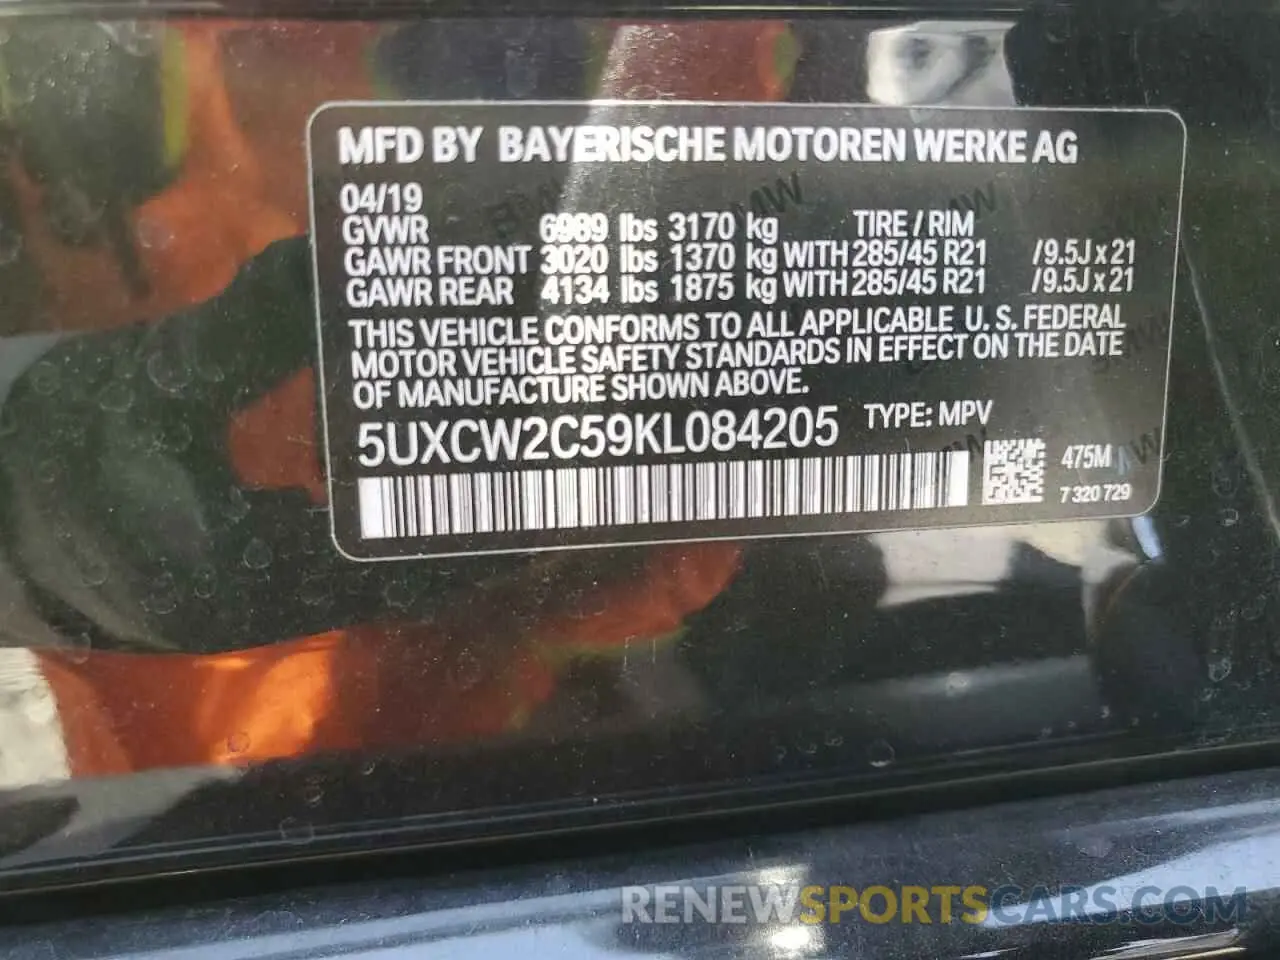 MFD BY BAYERISCHE MOTOREN WERKE AG
04/19
GVWR 6989 lbs 3170 kg TIRE / RIM
GAWR FRONT 3020 lbs 1370 kg WITH 285/45 R21 /9.5J x 21
GAWR REAR 4134 lbs 1875 kg WITH 285/45 R21 /9.5J x 21
THIS VEHICLE CONFORMS TO ALL APPLICABLE U. S. FEDERAL
MOTOR VEHICLE SAFETY STANDARDS IN EFFECT ON THE DATE
OF MANUFACTURE SHOWN ABOVE.
5UXCW2C59KL084205 TYPE: MPV
475M
7 320 729
RENEWSPORTSCARS.COM